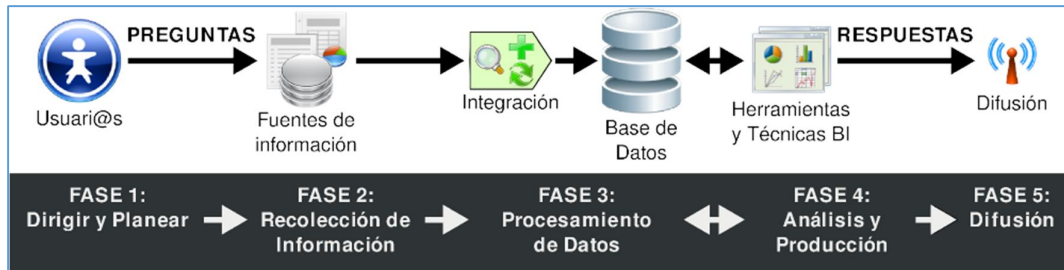 PREGUNTAS
RESPUESTAS
Usuari@s
Fuentes de
información
Integración
Base de
Datos
Herramientas
y Técnicas BI
Difusión
FASE 1:
Dirigir y Planear
FASE 2:
Recolección de
Información
FASE 3:
Procesamiento
de Datos
FASE 4:
Análisis y
Producción
FASE 5:
Difusión